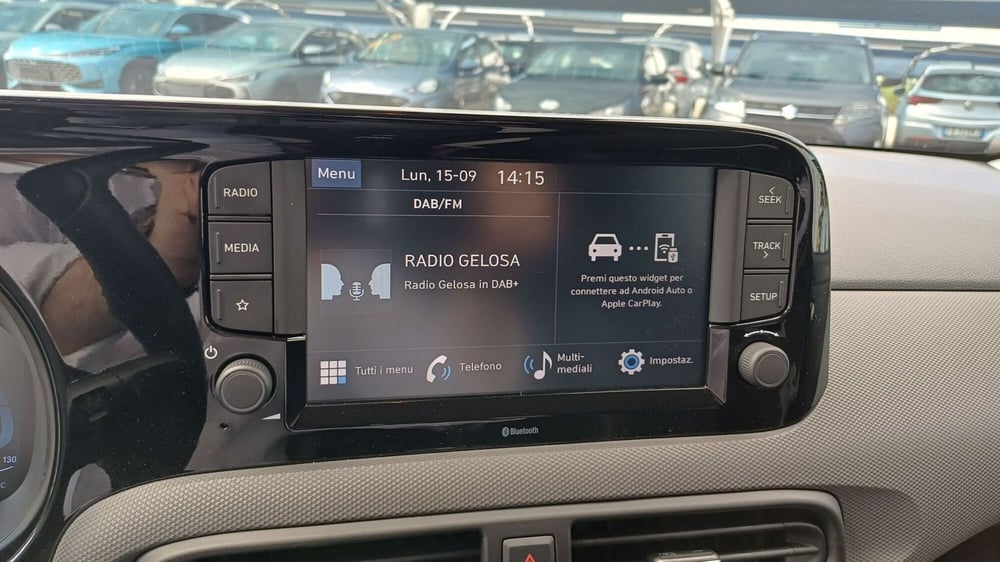 Menu
Lun, 15-09
14:15
DAB/FM
RADIO
MEDIA
RADIO GELOSA
Radio Gelosa in DAB+
Premi questo widget per
connettere ad Android Auto o
Apple CarPlay.
SEEK
TRACK
SETUP
Tutti i menu
Telefono
Multi-
mediali
Impostaz.
Bluetooth
130